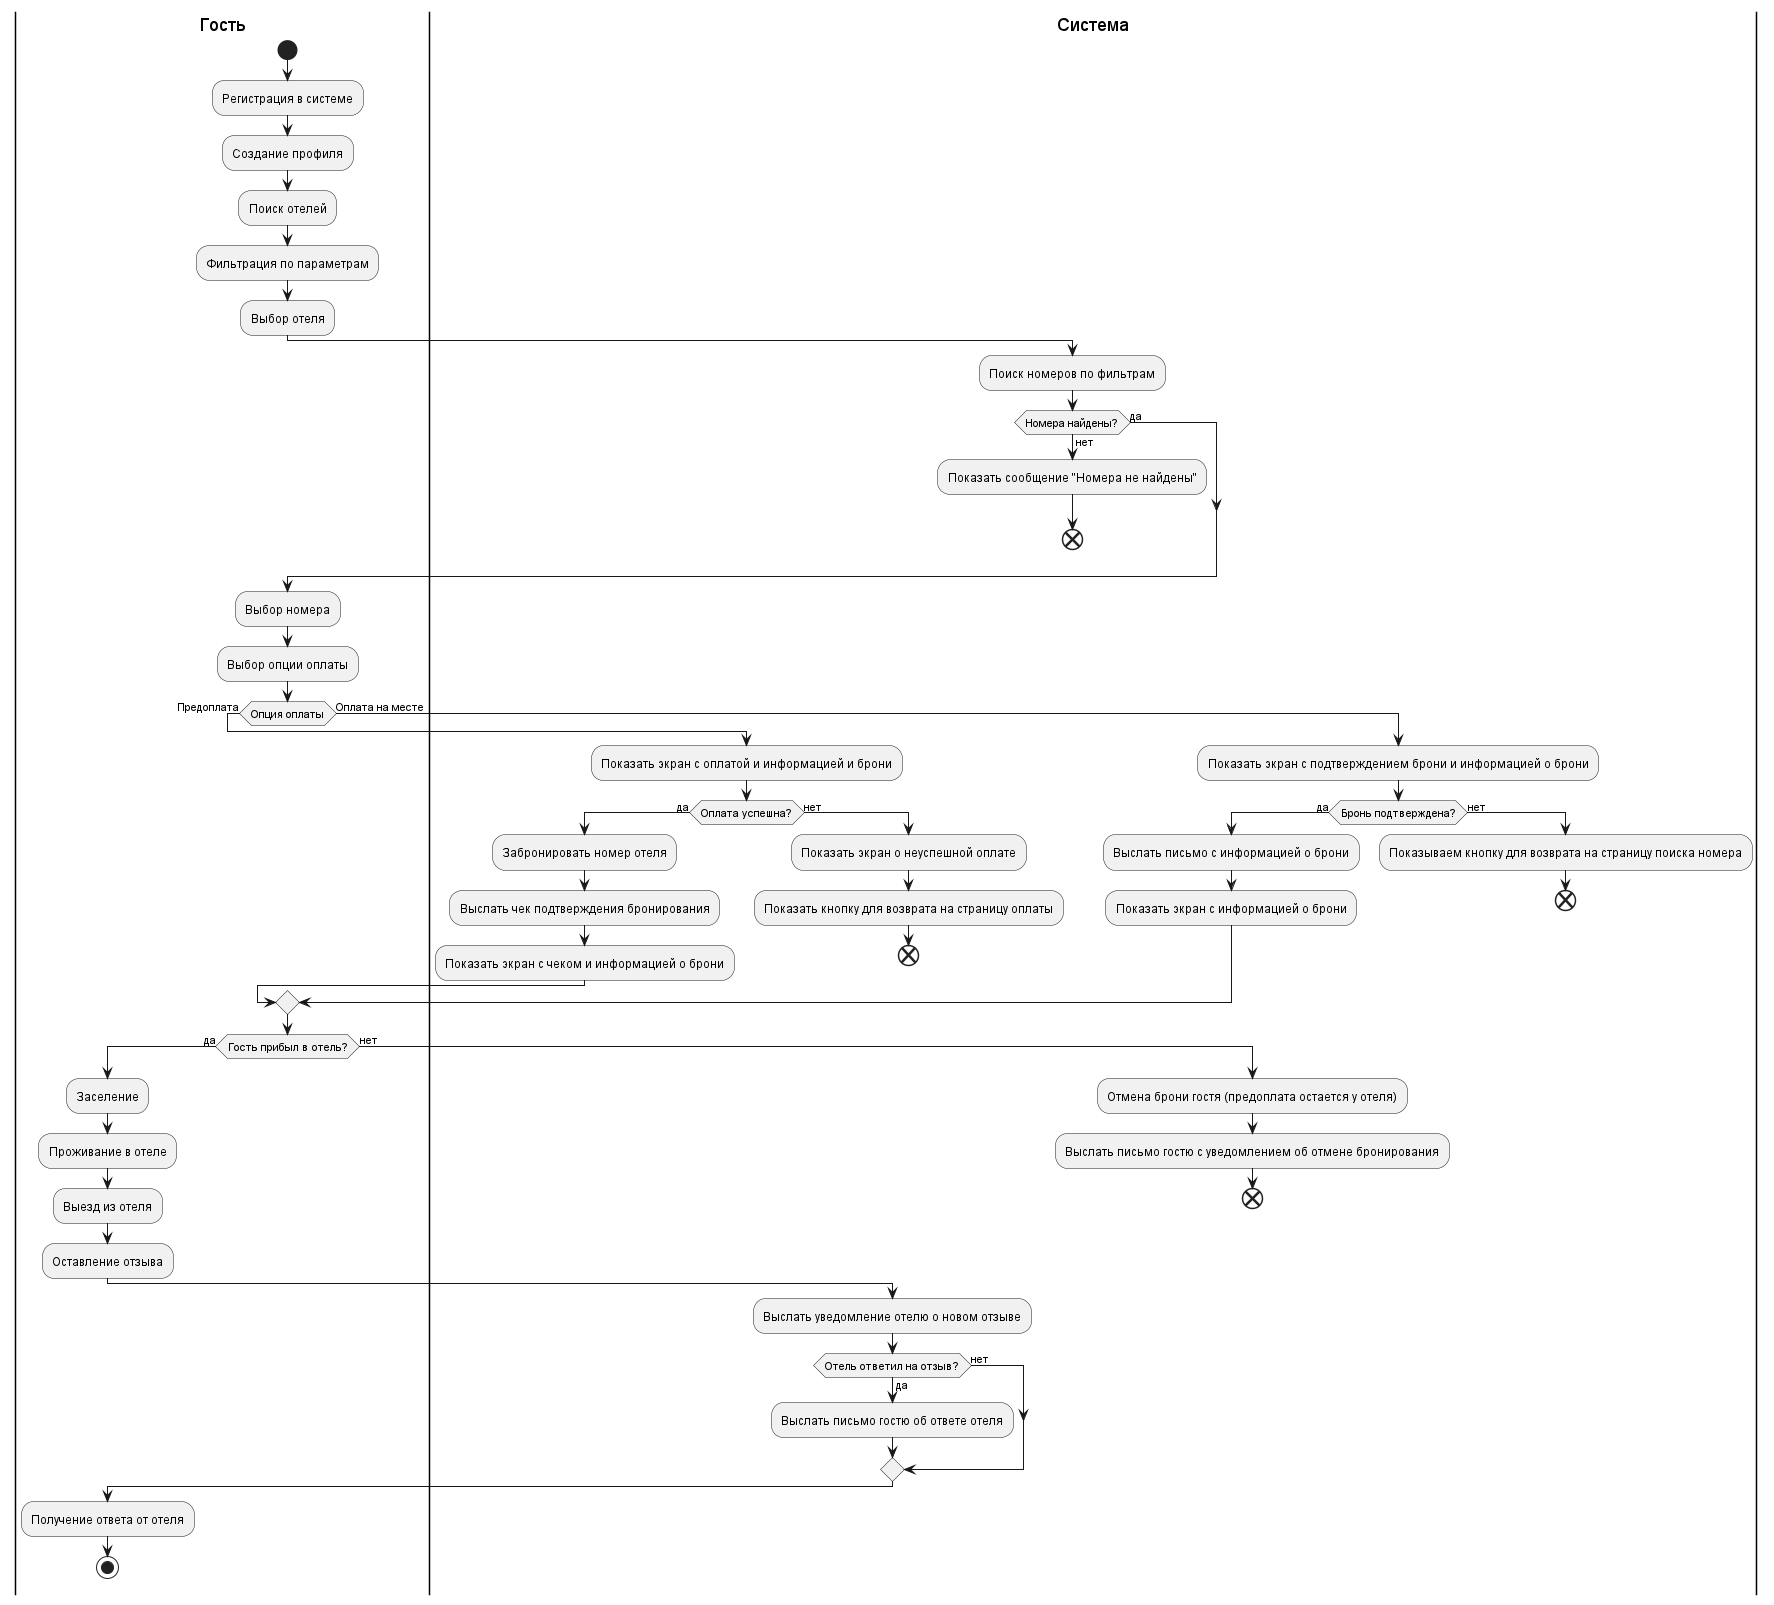 Гость
Система
Регистрация в системе
Создание профиля
Поиск отелей
Фильтрация по параметрам
Выбор отеля
Поиск номеров по фильтрам
Номера найдены?
да
нет
Показать сообщение "Номера не найдены"
Выбор номера
Выбор опции оплаты
Предоплата
Опция оплаты
Оплата на месте
Показать экран с оплатой и информацией и брони
Показать экран с подтверждением брони и информацией о брони
да
Оплата успешна?
нет
да
Бронь подтверждена?
нет
Забронировать номер отеля
Показать экран о неуспешной оплате
Выслать письмо с информацией о брони
Показываем кнопку для возврата на страницу поиска номера
Выслать чек подтверждения бронирования
Показать кнопку для возврата на страницу оплаты
Показать экран с информацией о брони
Показать экран с чеком и информацией о брони
да
Гость прибыл в отель?
нет
Заселение
Отмена брони гостя (предоплата остается у отеля)
Проживание в отеле
Выслать письмо гостю с уведомлением об отмене бронирования
Выезд из отеля
Оставление отзыва
Выслать уведомление отелю о новом отзыве
Отель ответил на отзыв?
нет
да
Выслать письмо гостю об ответе отеля
Получение ответа от отеля